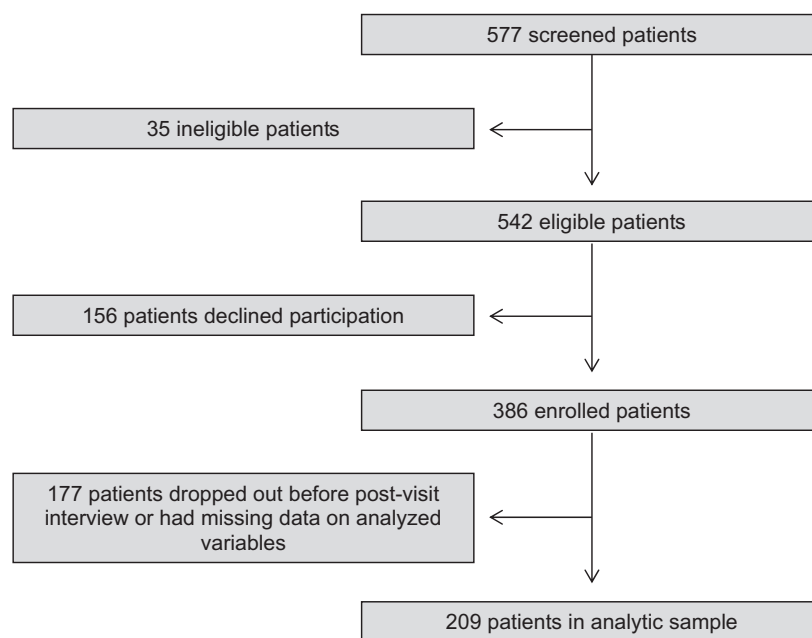 577 screened patients
35 ineligible patients
542 eligible patients
156 patients declined participation
386 enrolled patients
177 patients dropped out before post-visit
interview or had missing data on analyzed
variables
209 patients in analytic sample